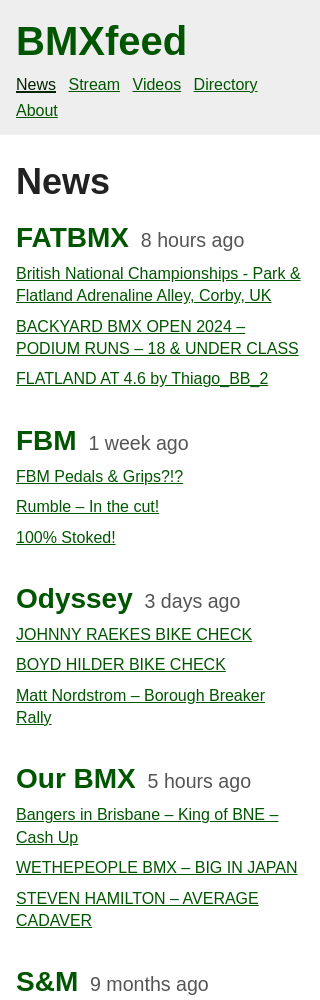 BMXfeed
News Stream Videos Directory
About
News
FATBMX 8 hours ago
British National Championships - Park &
Flatland Adrenaline Alley, Corby, UK
BACKYARD BMX OPEN 2024 –
PODIUM RUNS – 18 & UNDER CLASS
FLATLAND AT 4.6 by Thiago_BB_2
FBM 1 week ago
FBM Pedals & Grips?!?
Rumble – In the cut!
100% Stoked!
Odyssey 3 days ago
JOHNNY RAEKES BIKE CHECK
BOYD HILDER BIKE CHECK
Matt Nordstrom – Borough Breaker
Rally
Our BMX 5 hours ago
Bangers in Brisbane – King of BNE –
Cash Up
WETHEPEOPLE BMX – BIG IN JAPAN
STEVEN HAMILTON – AVERAGE
CADAVER
S&M 9 months ago